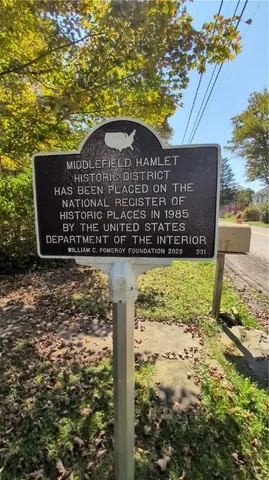 MIDDLEFIELD HAMLET
HISTORIC DISTRICT
HAS BEEN PLACED ON THE
NATIONAL REGISTER OF
HISTORIC PLACES IN 1985
BY THE UNITED STATES
DEPARTMENT OF THE INTERIOR
WILLIAM C. POMEROY FOUNDATION 2020 331